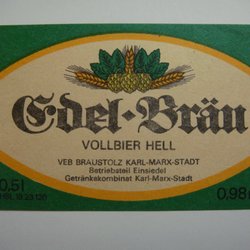 Edel-Bräu
VOLLBIER HELL
VEB BRAUSTOLZ KARL-MARX-STADT
Betriebsteil Einsiedel
Getränkekombinat Karl-Marx-Stadt
0,5l
0,98